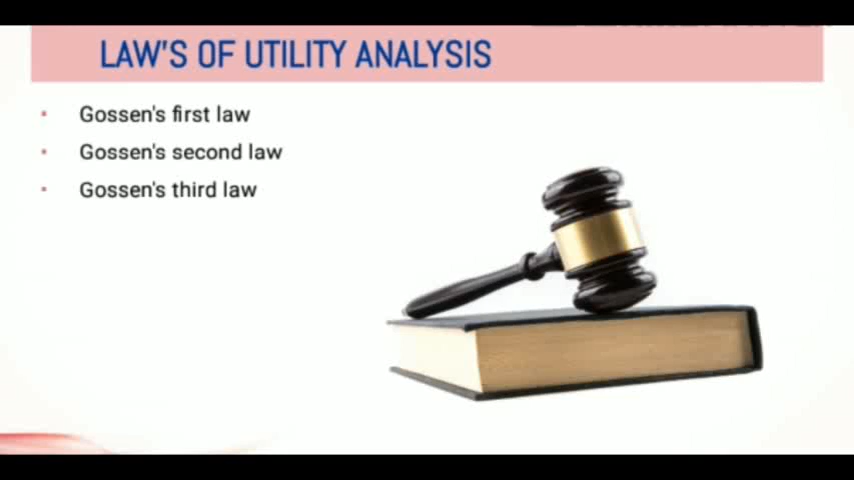 LAW'S OF UTILITY ANALYSIS
Gossen's first law
Gossen's second law
Gossen's third law